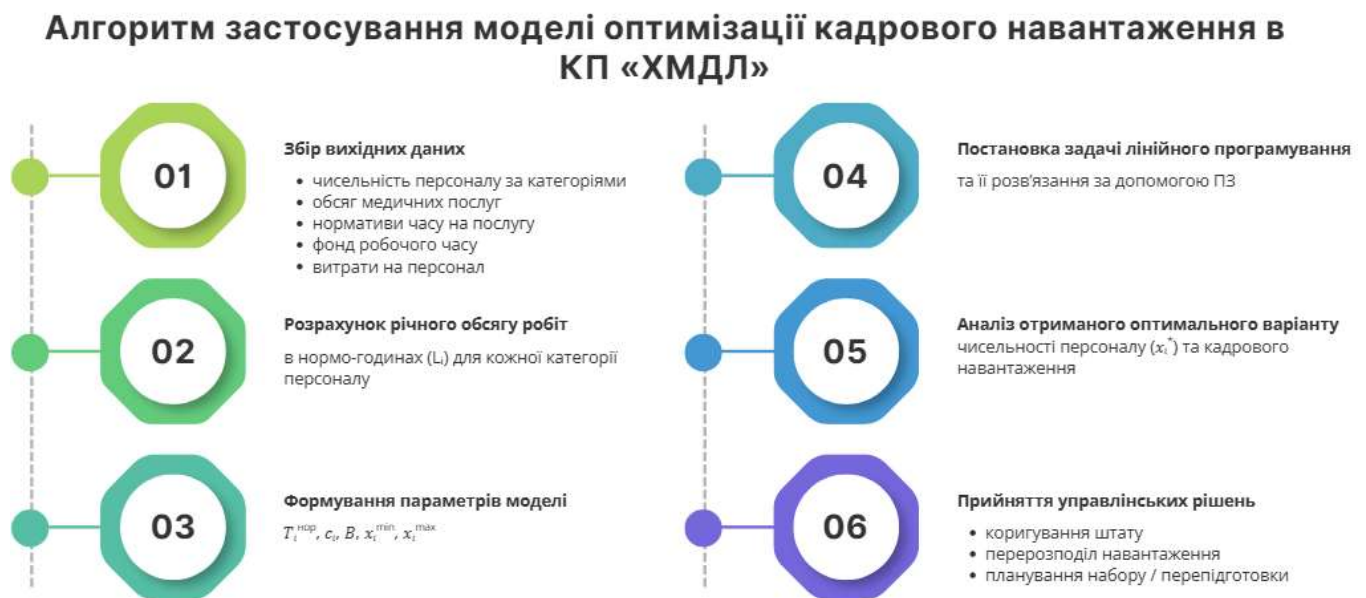 Алгоритм застосування моделі оптимізації кадрового навантаження в
КП «ХМДЛ»
01
Збір вихідних даних
• чисельність персоналу за категоріями
• обсяг медичних послуг
• нормативи часу на послугу
• фонд робочого часу
• витрати на персонал
02
Розрахунок річного обсягу робіт
в нормо-годинах (Lᵢ) для кожної категорії
персоналу
03
Формування параметрів моделі
Tᵢ^нор, cᵢ, B, xᵢ^min, xᵢ^max
04
Постановка задачі лінійного програмування
та її розв'язання за допомогою ПЗ
05
Аналіз отриманого оптимального варіанту
чисельності персоналу (xᵢ*) та кадрового
навантаження
06
Прийняття управлінських рішень
• коригування штату
• перерозподіл навантаження
• планування набору / перепідготовки